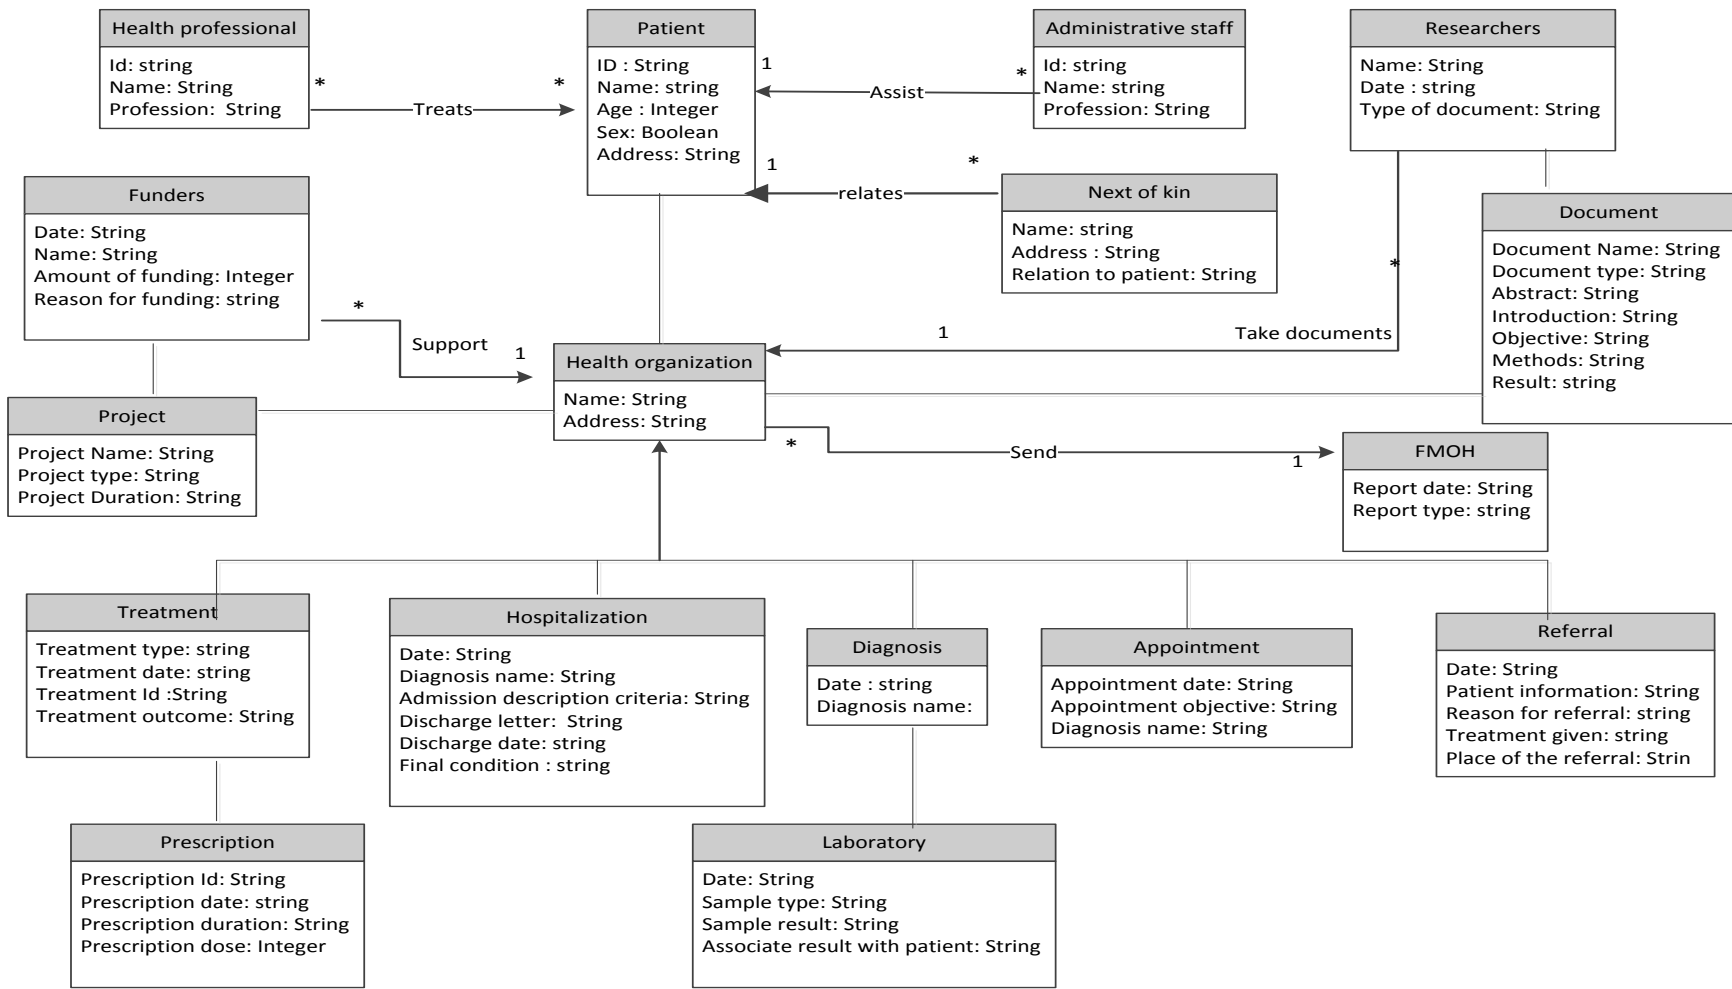 Health professional
Id: string
Name: String
Profession:  String
*
Treats
*
Patient
ID : String
Name: string
Age : Integer
Sex: Boolean
Address: String
1
Assist
*
Administrative staff
Id: string
Name: string
Profession: String
Researchers
Name: String
Date : string
Type of document: String
1
relates
*
Next of kin
Name: string
Address : String
Relation to patient: String
Funders
Date: String
Name: String
Amount of funding: Integer
Reason for funding: string
*
Support
1
*
Take documents
1
Document
Document Name: String
Document type: String
Abstract: String
Introduction: String
Objective: String
Methods: String
Result: string
Health organization
Name: String
Address: String
Project
Project Name: String
Project type: String
Project Duration: String
*
Send
1
FMOH
Report date: String
Report type: string
Treatment
Treatment type: string
Treatment date: string
Treatment Id :String
Treatment outcome: String
Hospitalization
Date: String
Diagnosis name: String
Admission description criteria: String
Discharge letter:  String
Discharge date: string
Final condition : string
Diagnosis
Date : string
Diagnosis name:
Appointment
Appointment date: String
Appointment objective: String
Diagnosis name: String
Referral
Date: String
Patient information: String
Reason for referral: string
Treatment given: string
Place of the referral: Strin
Prescription
Prescription Id: String
Prescription date: string
Prescription duration: String
Prescription dose: Integer
Laboratory
Date: String
Sample type: String
Sample result: String
Associate result with patient: String